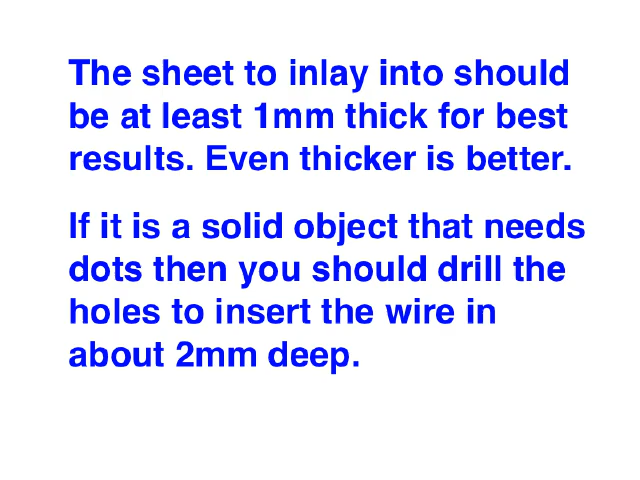 The sheet to inlay into should
be at least 1mm thick for best
results. Even thicker is better.
If it is a solid object that needs
dots then you should drill the
holes to insert the wire in
about 2mm deep.